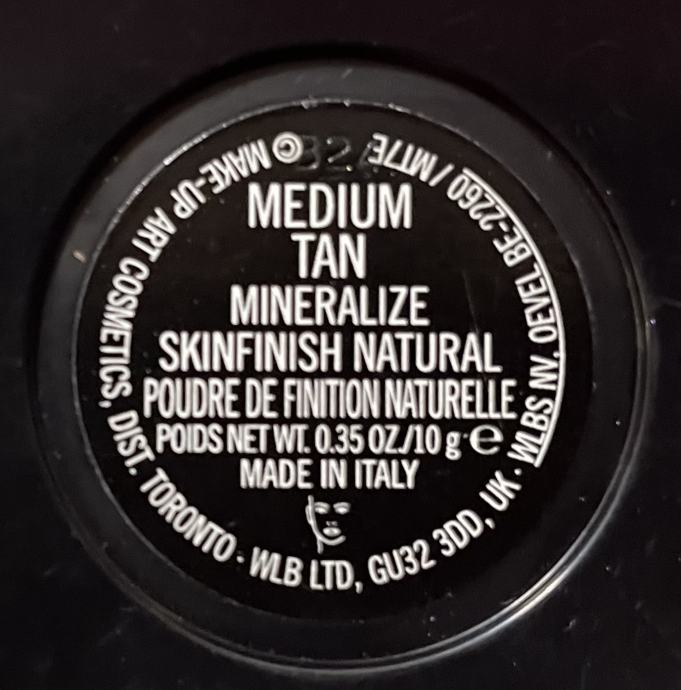 MEDIUM
TAN
MINERALIZE
SKINFINISH NATURAL
POUDRE DE FINITION NATURELLE
POIDS NET WT. 0.35 OZ./10 g ℮
MADE IN ITALY
© MAKE-UP ART COSMETICS, DIST. TORONTO · WLB LTD, GU32 3DD, UK · WLBS NV. OEVEL BE-2260 / M17E